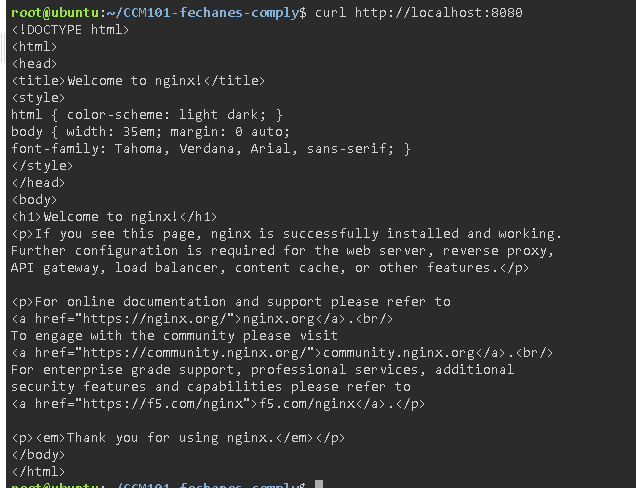 root@ubuntu:~/CCM101-fechanes-comply$ curl http://localhost:8080
<!DOCTYPE html>
<html>
<head>
<title>Welcome to nginx!</title>
<style>
html { color-scheme: light dark; }
body { width: 35em; margin: 0 auto;
font-family: Tahoma, Verdana, Arial, sans-serif; }
</style>
</head>
<body>
<h1>Welcome to nginx!</h1>
<p>If you see this page, nginx is successfully installed and working.
Further configuration is required for the web server, reverse proxy,
API gateway, load balancer, content cache, or other features.</p>

<p>For online documentation and support please refer to
<a href="https://nginx.org/">nginx.org</a>.<br/>
To engage with the community please visit
<a href="https://community.nginx.org/">community.nginx.org</a>.<br/>
For enterprise grade support, professional services, additional
security features and capabilities please refer to
<a href="https://f5.com/nginx">f5.com/nginx</a>.</p>

<p><em>Thank you for using nginx.</em></p>
</body>
</html>
root@ubuntu:~/CCM101-fechanes-comply$